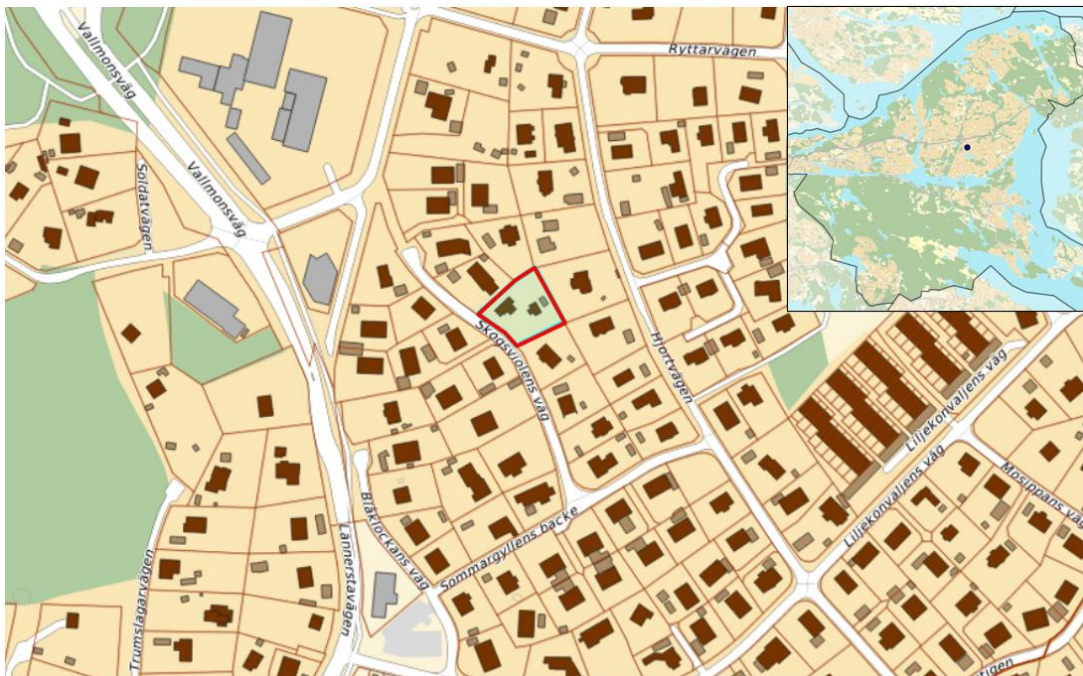 Vallmonsväg
Ryttarvägen
Vallmonsväg
Soldatvägen
Skogsviolens väg
Hjortvägen
Liljekonvaljens väg
Liljekonvaljens väg
Mosippans väg
Blåklockans väg
Sommargyllens backe
Lännerstavägen
Trumslagarvägen
stigen